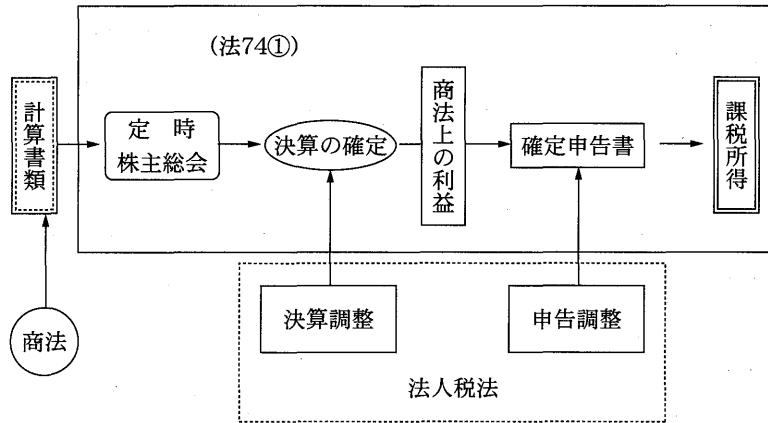 (法74①)
計算書類
定時
株主総会
決算の確定
商法上の利益
確定申告書
課税所得
商法
決算調整
申告調整
法人税法